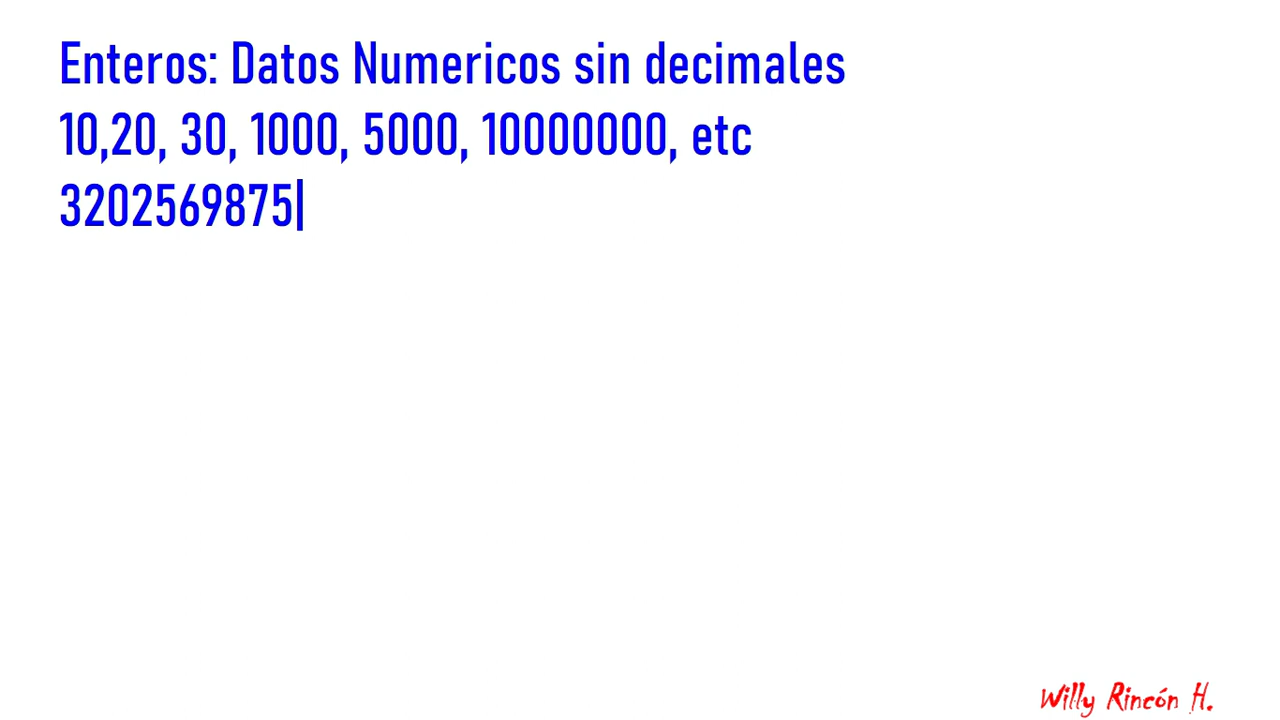 Enteros: Datos Numericos sin decimales
10,20, 30, 1000, 5000, 10000000, etc
3202569875
Willy Rincón H.